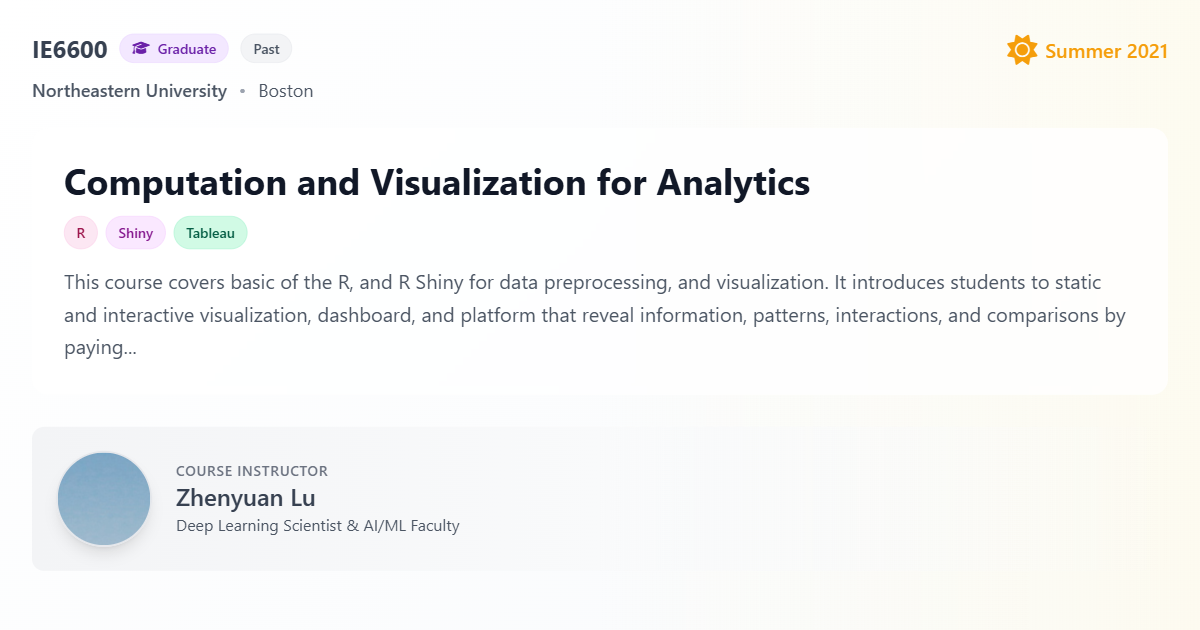 IE6600 Graduate Past
Summer 2021
Northeastern University • Boston
Computation and Visualization for Analytics
R Shiny Tableau
This course covers basic of the R, and R Shiny for data preprocessing, and visualization. It introduces students to static
and interactive visualization, dashboard, and platform that reveal information, patterns, interactions, and comparisons by
paying...
COURSE INSTRUCTOR
Zhenyuan Lu
Deep Learning Scientist & AI/ML Faculty